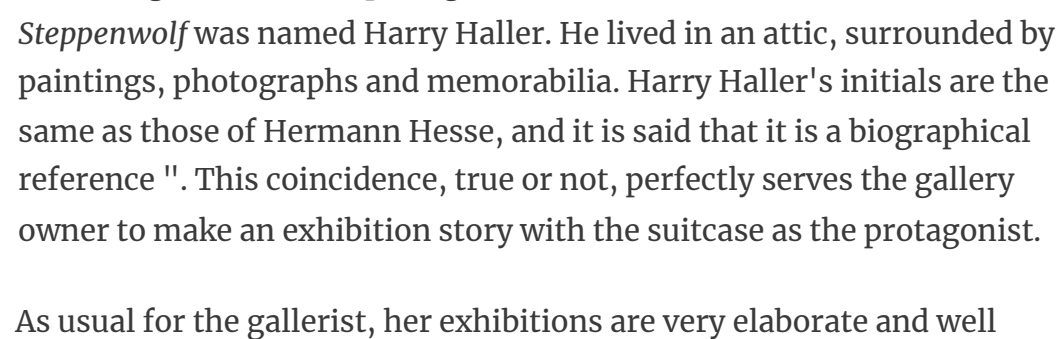 Steppenwolf was named Harry Haller. He lived in an attic, surrounded by
paintings, photographs and memorabilia. Harry Haller's initials are the
same as those of Hermann Hesse, and it is said that it is a biographical
reference ". This coincidence, true or not, perfectly serves the gallery
owner to make an exhibition story with the suitcase as the protagonist.
As usual for the gallerist, her exhibitions are very elaborate and well